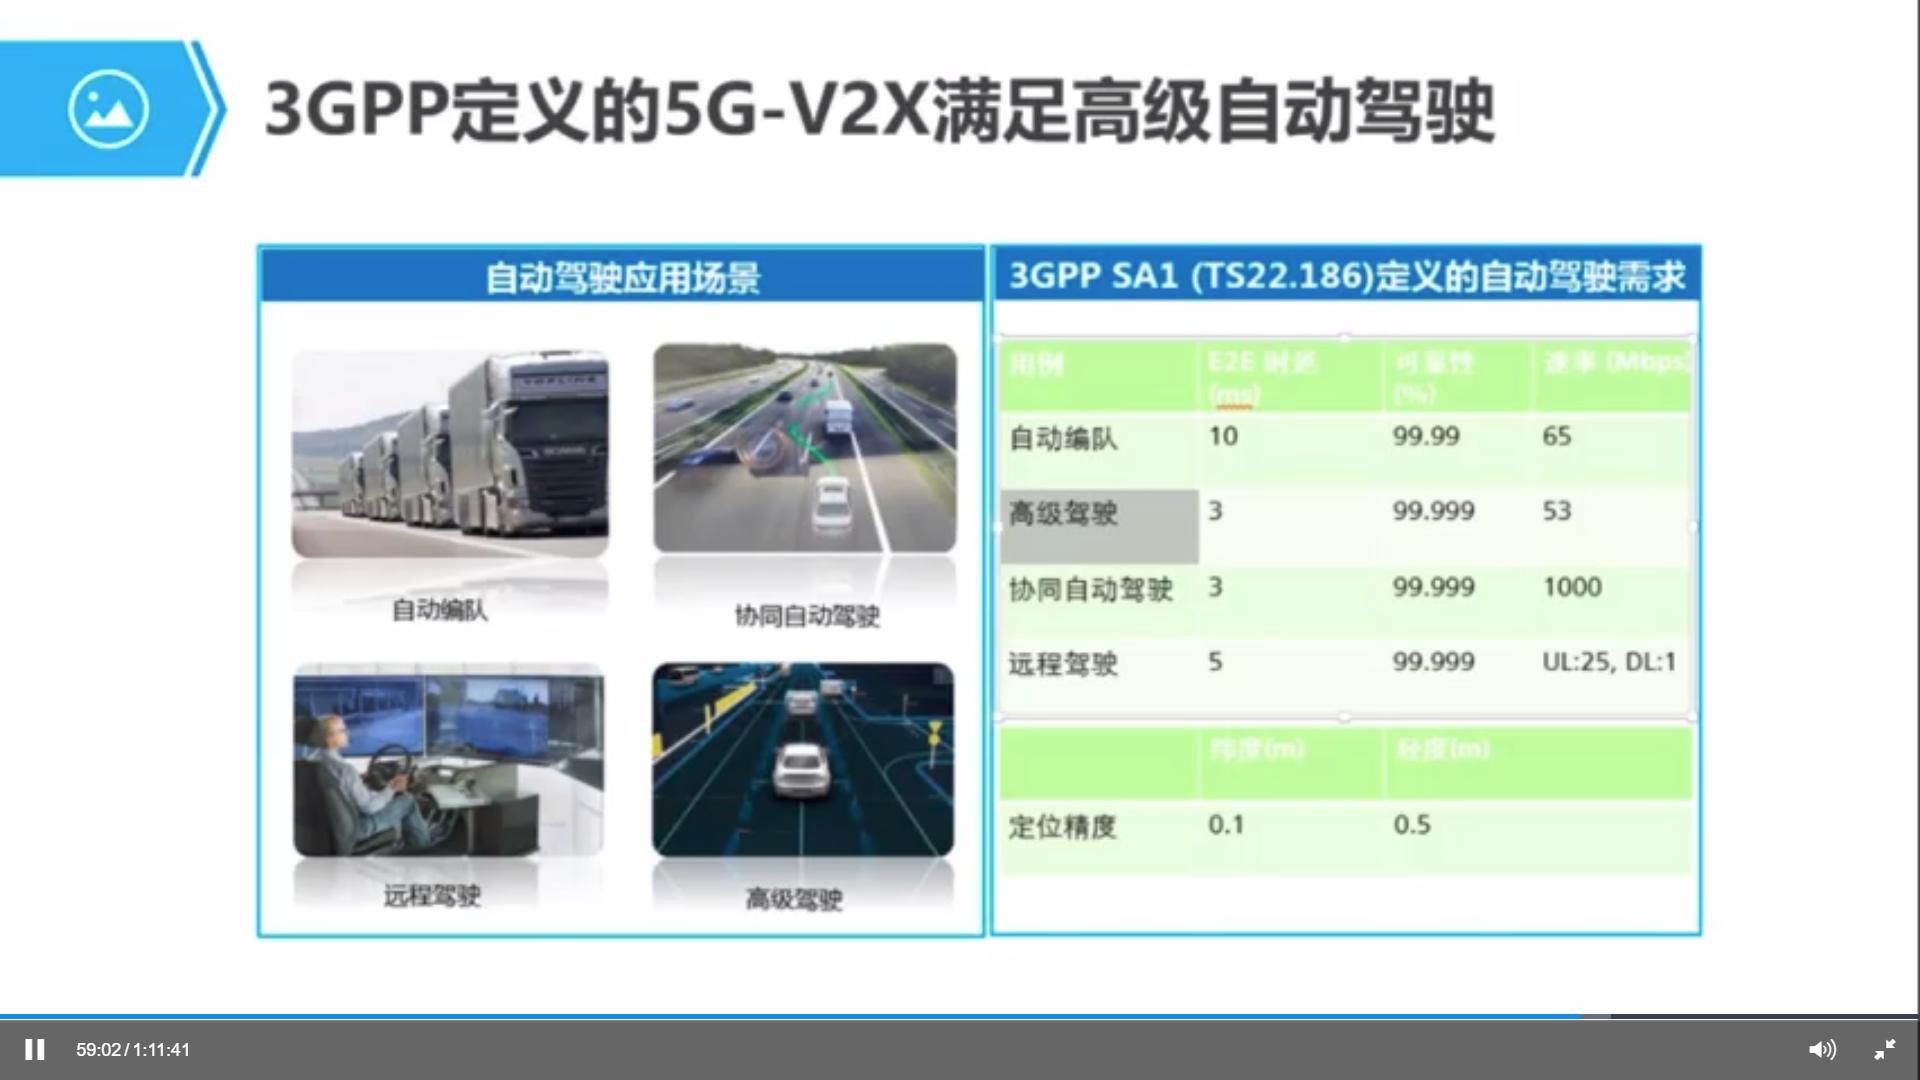 3GPP定义的5G-V2X满足高级自动驾驶
自动驾驶应用场景
自动编队
协同自动驾驶
远程驾驶
高级驾驶
3GPP SA1 (TS22.186)定义的自动驾驶需求
用例 E2E 时延 (ms) 可靠性 (%) 速率 (Mbps)
自动编队 10 99.99 65
高级驾驶 3 99.999 53
协同自动驾驶 3 99.999 1000
远程驾驶 5 99.999 UL:25, DL:1
纬度(m) 经度(m)
定位精度 0.1 0.5
59:02/1:11:41